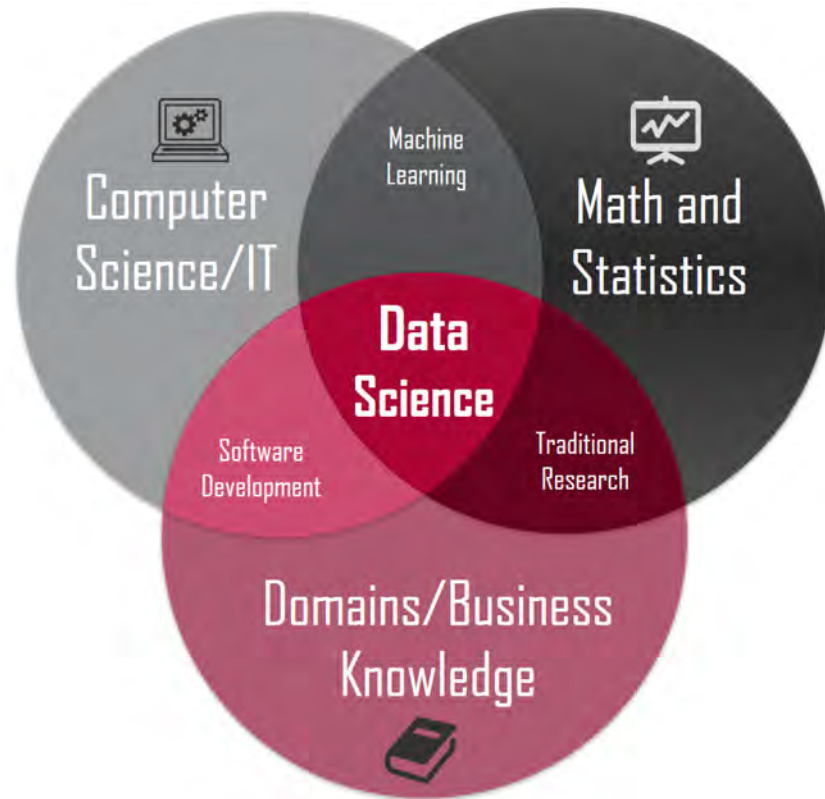 Machine
Learning
Computer
Science/IT
Math and
Statistics
Data
Science
Software
Development
Traditional
Research
Domains/Business
Knowledge